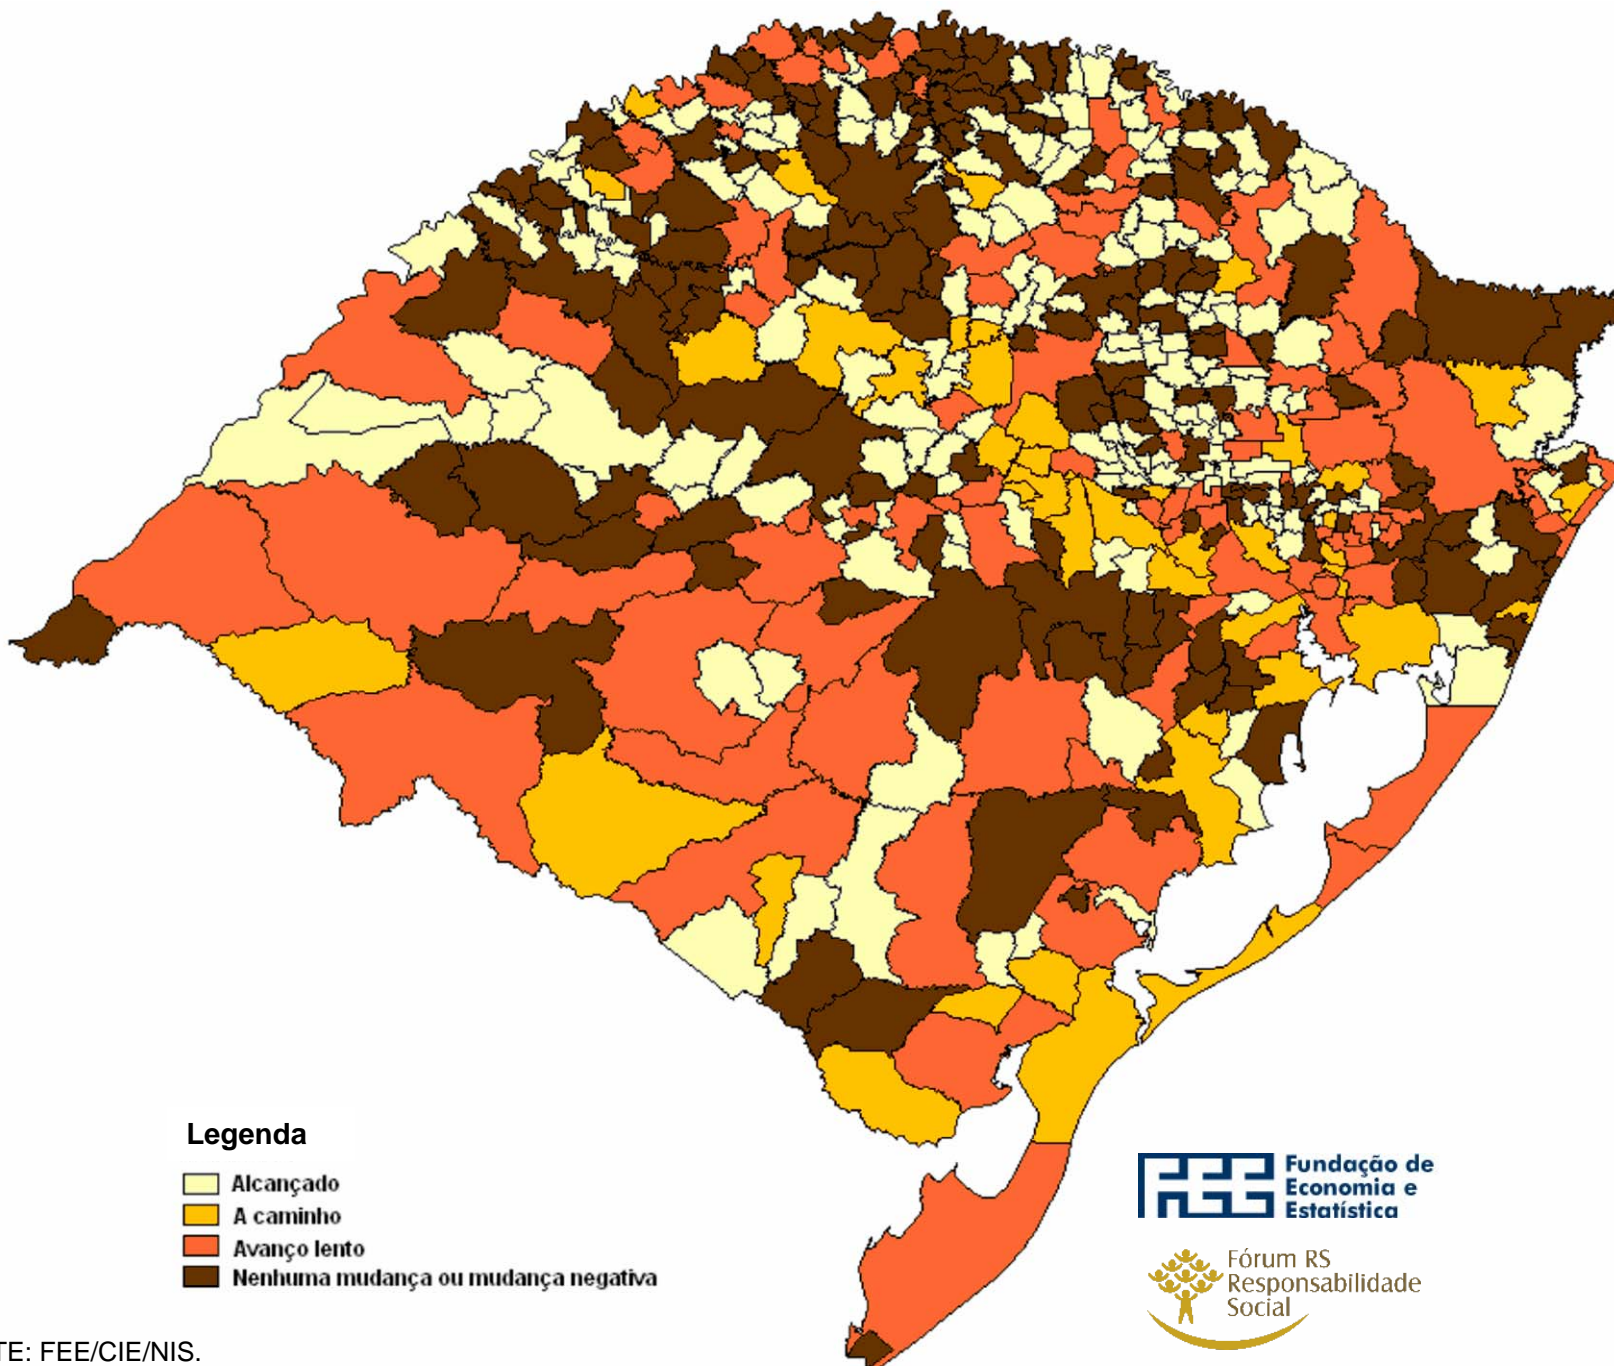 Legenda
Alcançado
A caminho
Avanço lento
Nenhuma mudança ou mudança negativa
FEE
Fundação de
Economia e
Estatística
Fórum RS
Responsabilidade
Social
TE: FEE/CIE/NIS.